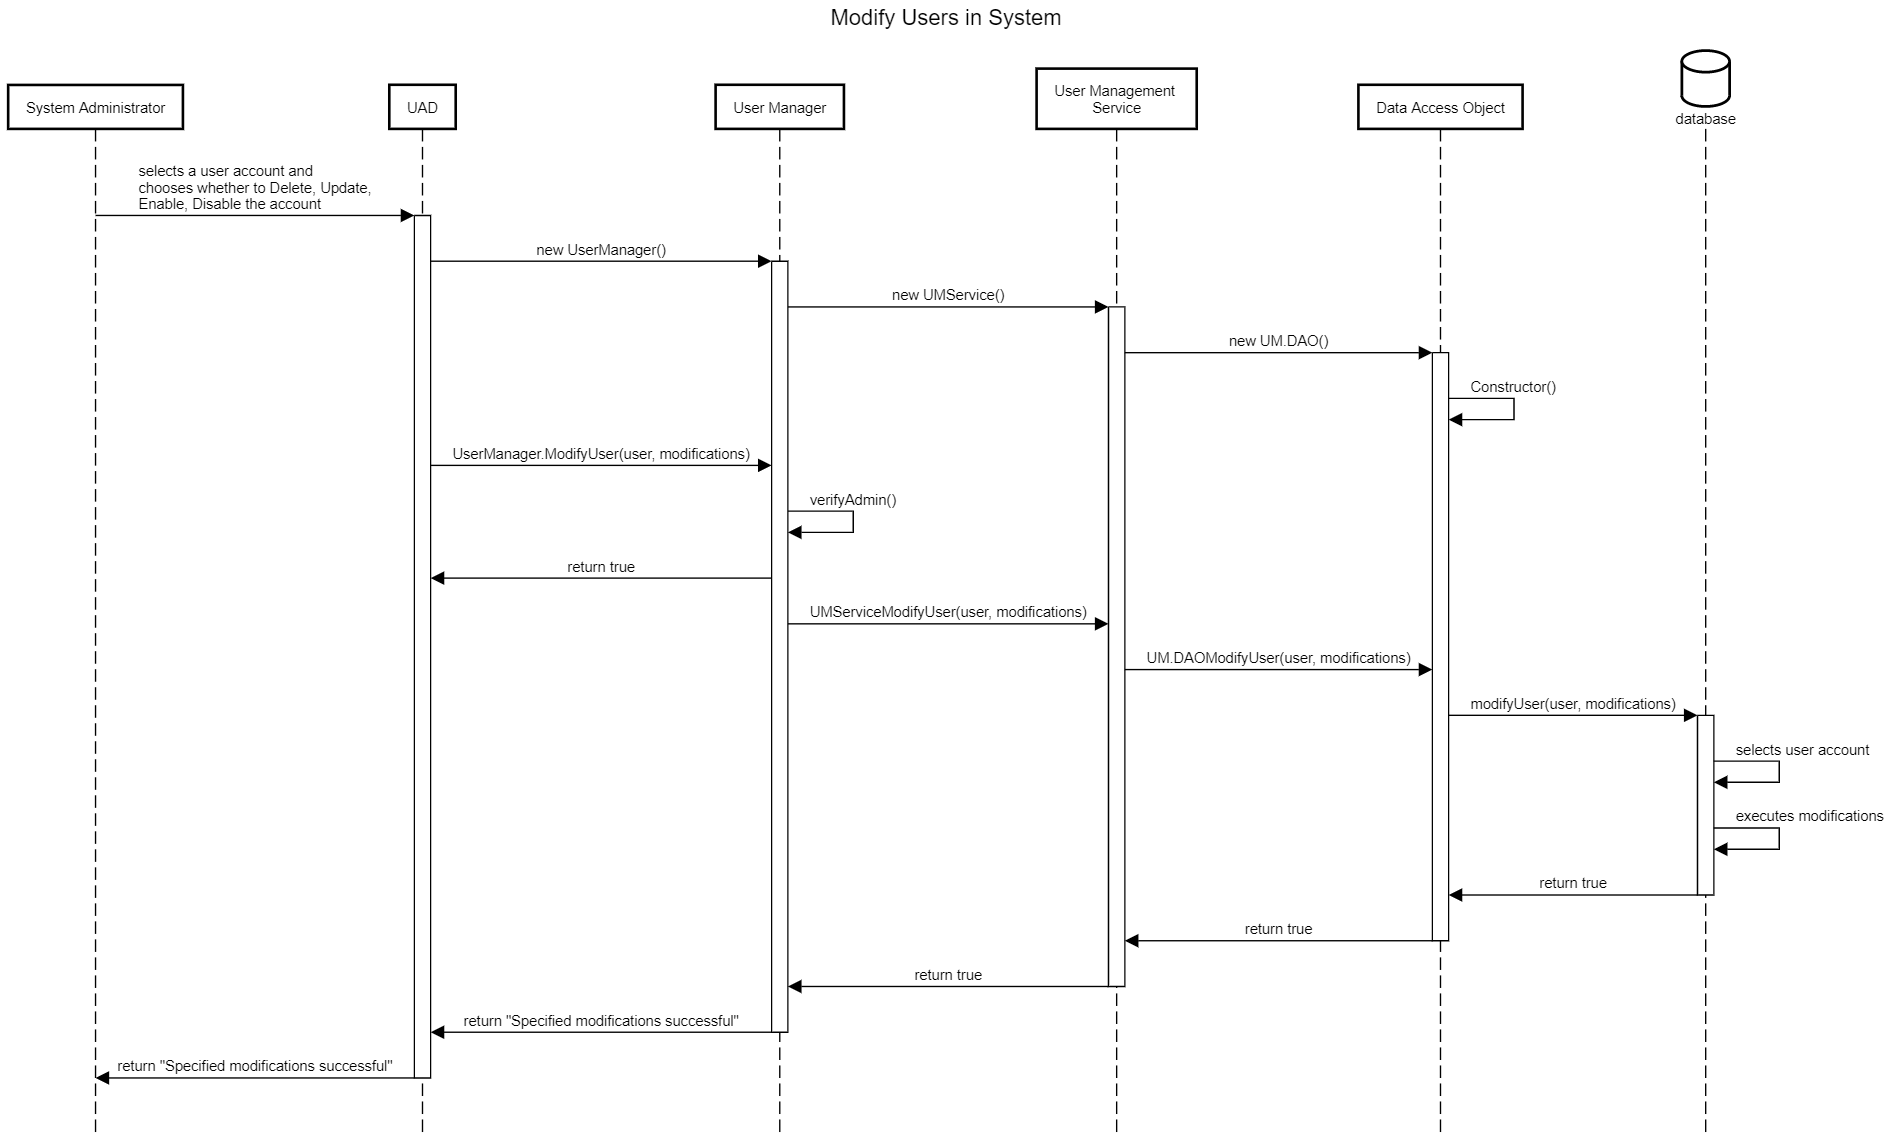 Modify Users in System
System Administrator
UAD
User Manager
User Management
Service
Data Access Object
database
selects a user account and
chooses whether to Delete, Update,
Enable, Disable the account
new UserManager()
new UMService()
new UM.DAO()
Constructor()
UserManager.ModifyUser(user, modifications)
verifyAdmin()
return true
UMServiceModifyUser(user, modifications)
UM.DAOModifyUser(user, modifications)
modifyUser(user, modifications)
selects user account
executes modifications
return true
return true
return true
return "Specified modifications successful"
return "Specified modifications successful"